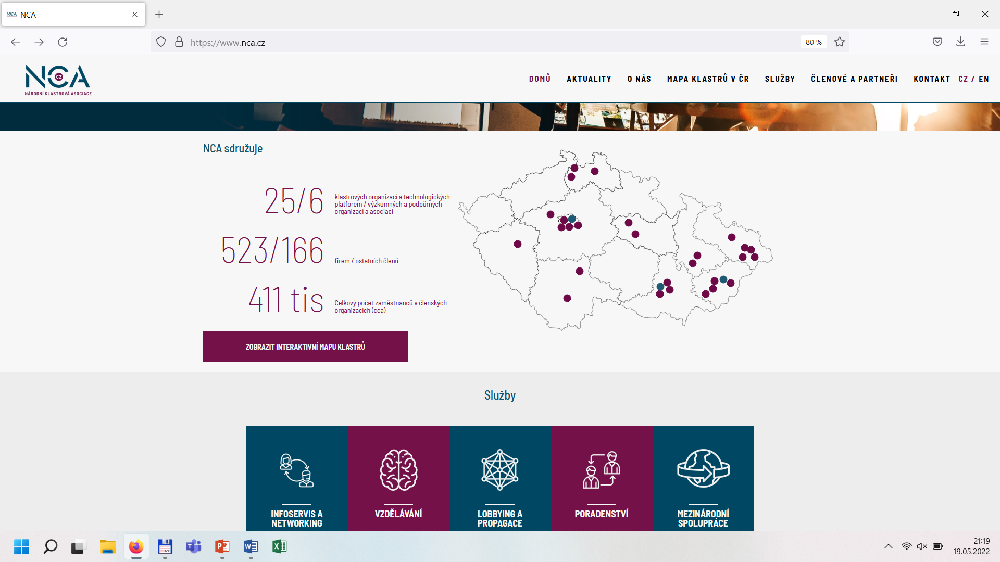 NCA
https://www.nca.cz
80 %
NCA
CZ
NÁRODNÍ KLASTROVÁ ASOCIACE
DOMŮ AKTUALITY O NÁS MAPA KLASTRŮ V ČR SLUŽBY ČLENOVÉ A PARTNEŘI KONTAKT CZ / EN
NCA sdružuje
25/6
klastrových organizací a technologických
platforem / výzkumných a podpůrných
organizací a asociací
523/166
firem / ostatních členů
411 tis
Celkový počet zaměstnanců v členských
organizacích (cca)
ZOBRAZIT INTERAKTIVNÍ MAPU KLASTRŮ
Služby
INFOSERVIS A
NETWORKING
VZDĚLÁVÁNÍ
LOBBYING A
PROPAGACE
PORADENSTVÍ
MEZINÁRODNÍ
SPOLUPRÁCE
21:19
19.05.2022